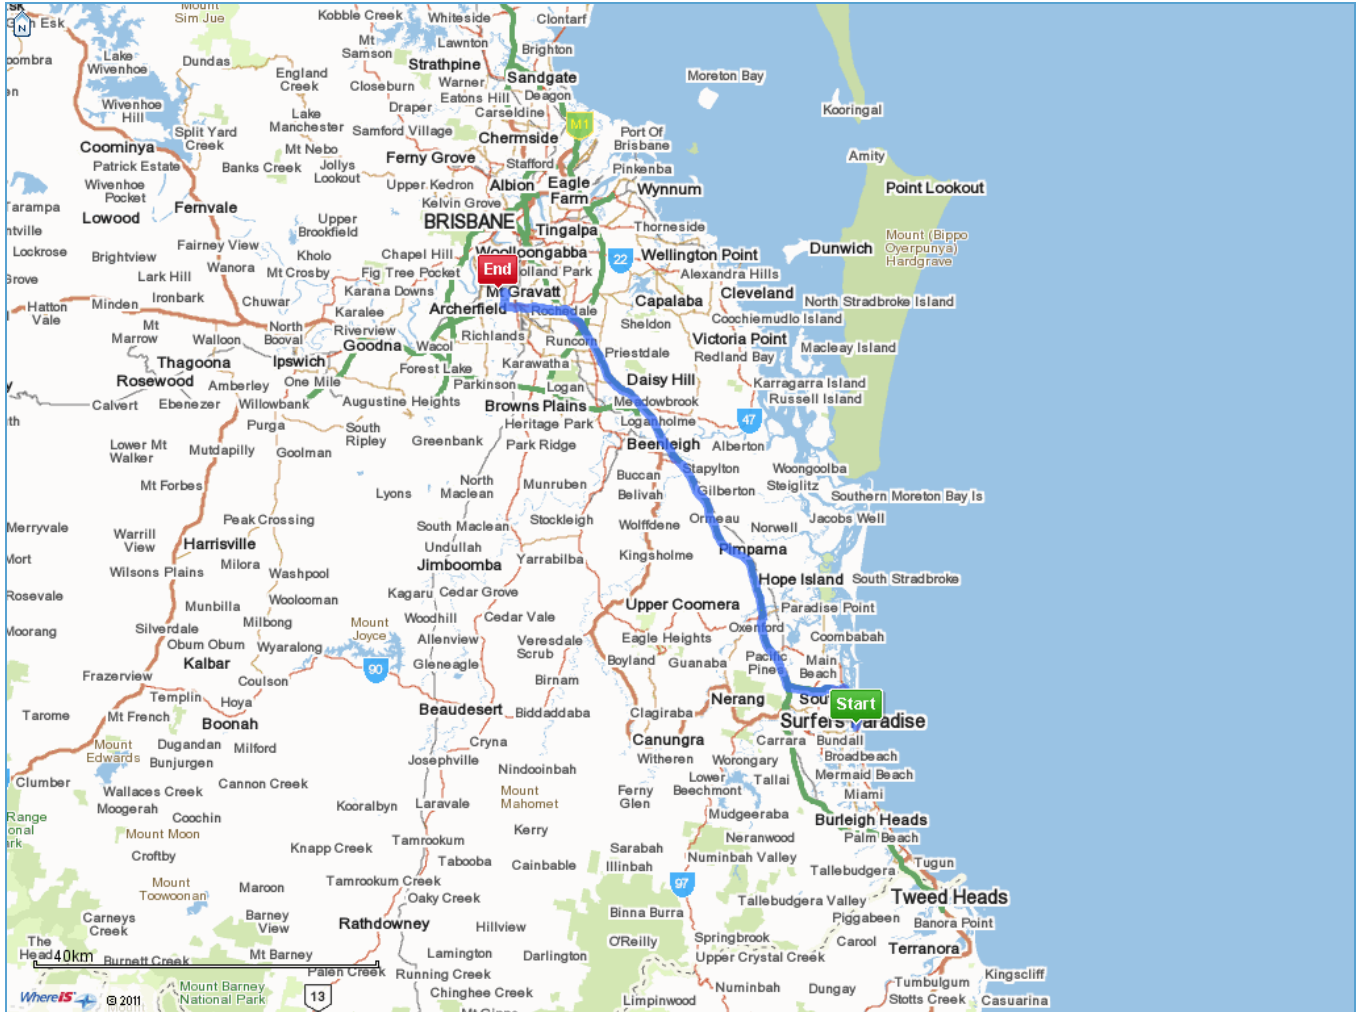 sk
N
Glen Esk
Mount
Sim Jue
Kobble Creek
Whiteside
Clontarf
Lawnton
Mt
Samson
Brighton
Lake
Wivenhoe
Dundas
Strathpine
Sandgate
England
Creek
Closeburn
Warner
Moreton Bay
Deagon
Eatons Hill
Wivenhoe
Hill
Draper
Carseldine
Kooringal
Lake
Manchester
Samford Village
M1
Split Yard
Creek
Chermside
Port Of
Brisbane
Coominya
Mt Nebo
Ferny Grove
Stafford
Amity
Patrick Estate
Banks Creek
Jollys
Lookout
Pinkenba
Wivenhoe
Pocket
Upper Kedron
Albion
Eagle
Farm
Wynnum
Point Lookout
Tarampa
Lowood
Fernvale
Kelvin Grove
Upper
Brookfield
BRISBANE
Tingalpa
Thorneside
Mount (Bippo
Oyerpunya)
Hardgrave
Lockrose
Fairney View
Brightview
Kholo
Chapel Hill
Woolloongabba
22
Wellington Point
Dunwich
Wanora
Lark Hill
Mt Crosby
Fig Tree Pocket
End
Holland Park
Alexandra Hills
Grove
Ironbark
Karana Downs
Mt Gravatt
Cleveland
Hatton
Vale
Minden
Chuwar
Karalee
Archerfield
Rochedale
Capalaba
North Stradbroke Island
Mt
Marrow
Walloon
North
Booval
Riverview
Richlands
Sheldon
Coochiemudlo Island
Goodna
Wacol
Runcorn
Victoria Point
Macleay Island
Thagoona
Ipswich
Priestdale
Redland Bay
Rosewood
Amberley
One Mile
Forest Lake
Karawatha
Daisy Hill
Karragarra Island
Parkinson
Logan
Russell Island
Calvert
Ebenezer
Willowbank
Augustine Heights
Browns Plains
Meadowbrook
47
Purga
South
Ripley
Heritage Park
Loganholme
Lower Mt
Walker
Mutdapilly
Goolman
Greenbank
Park Ridge
Beenleigh
Alberton
Mt Forbes
Lyons
North
Maclean
Munruben
Buccan
Stapylton
Woongoolba
Belivah
Gilberton
Steiglitz
Southern Moreton Bay Is
Merryvale
Warrill
View
Peak Crossing
South Maclean
Stockleigh
Wolffdene
Ormeau
Norwell
Jacobs Well
Harrisville
Undullah
Kingsholme
Pimpama
Mort
Wilsons Plains
Milora
Washpool
Jimboomba
Yarrabilba
Hope Island
South Stradbroke
Rosevale
Munbilla
Woolooman
Kagaru
Cedar Grove
Upper Coomera
Paradise Point
Moorang
Silverdale
Milbong
Mount
Joyce
Woodhill
Cedar Vale
Oxenford
Coombabah
Obum Obum
Wyaralong
Allenview
Veresdale
Scrub
Eagle Heights
Kalbar
90
Gleneagle
Boyland
Guanaba
Pacific
Pines
Main
Beach
Frazerview
Coulson
Birnam
Templin
Hoya
Nerang
Sou
Start
Tarome
Mt French
Boonah
Beaudesert
Biddaddaba
Clagiraba
Surfers Paradise
Mount
Edwards
Dugandan
Milford
Cryna
Canungra
Carrara
Bundall
Bunjurgen
Josephville
Witheren
Worongary
Broadbeach
Clumber
Cannon Creek
Nindooinbah
Lower
Beechmont
Tallai
Mermaid Beach
Wallaces Creek
Mount
Mahomet
Ferny
Glen
Miami
Moogerah
Coochin
Kooralbyn
Laravale
Mudgeeraba
Burleigh Heads
Range
Mount Moon
Kerry
Neranwood
Palm Beach
Croftby
Knapp Creek
Tamrookum
Sarabah
Numinbah Valley
Tabooba
Cainbable
Illinbah
Tugun
Mount
Toowoonan
Maroon
Tamrookum Creek
97
Tallebudgera
Oaky Creek
Tweed Heads
Carneys
Creek
Barney
View
Rathdowney
Hillview
Binna Burra
Tallebudgera Valley
Piggabeen
Banora Point
The
Head
40km
Burnett Creek
Mt Barney
Lamington
Darlington
O'Reilly
Springbrook
Carool
Terranora
Upper Crystal Creek
Palen Creek
Running Creek
Kingscliff
Mount Barney
National Park
13
Chinghee Creek
Numinbah
Dungay
Tumbulgum
Limpinwood
Stotts Creek
Casuarina
WhereiS
© 2011